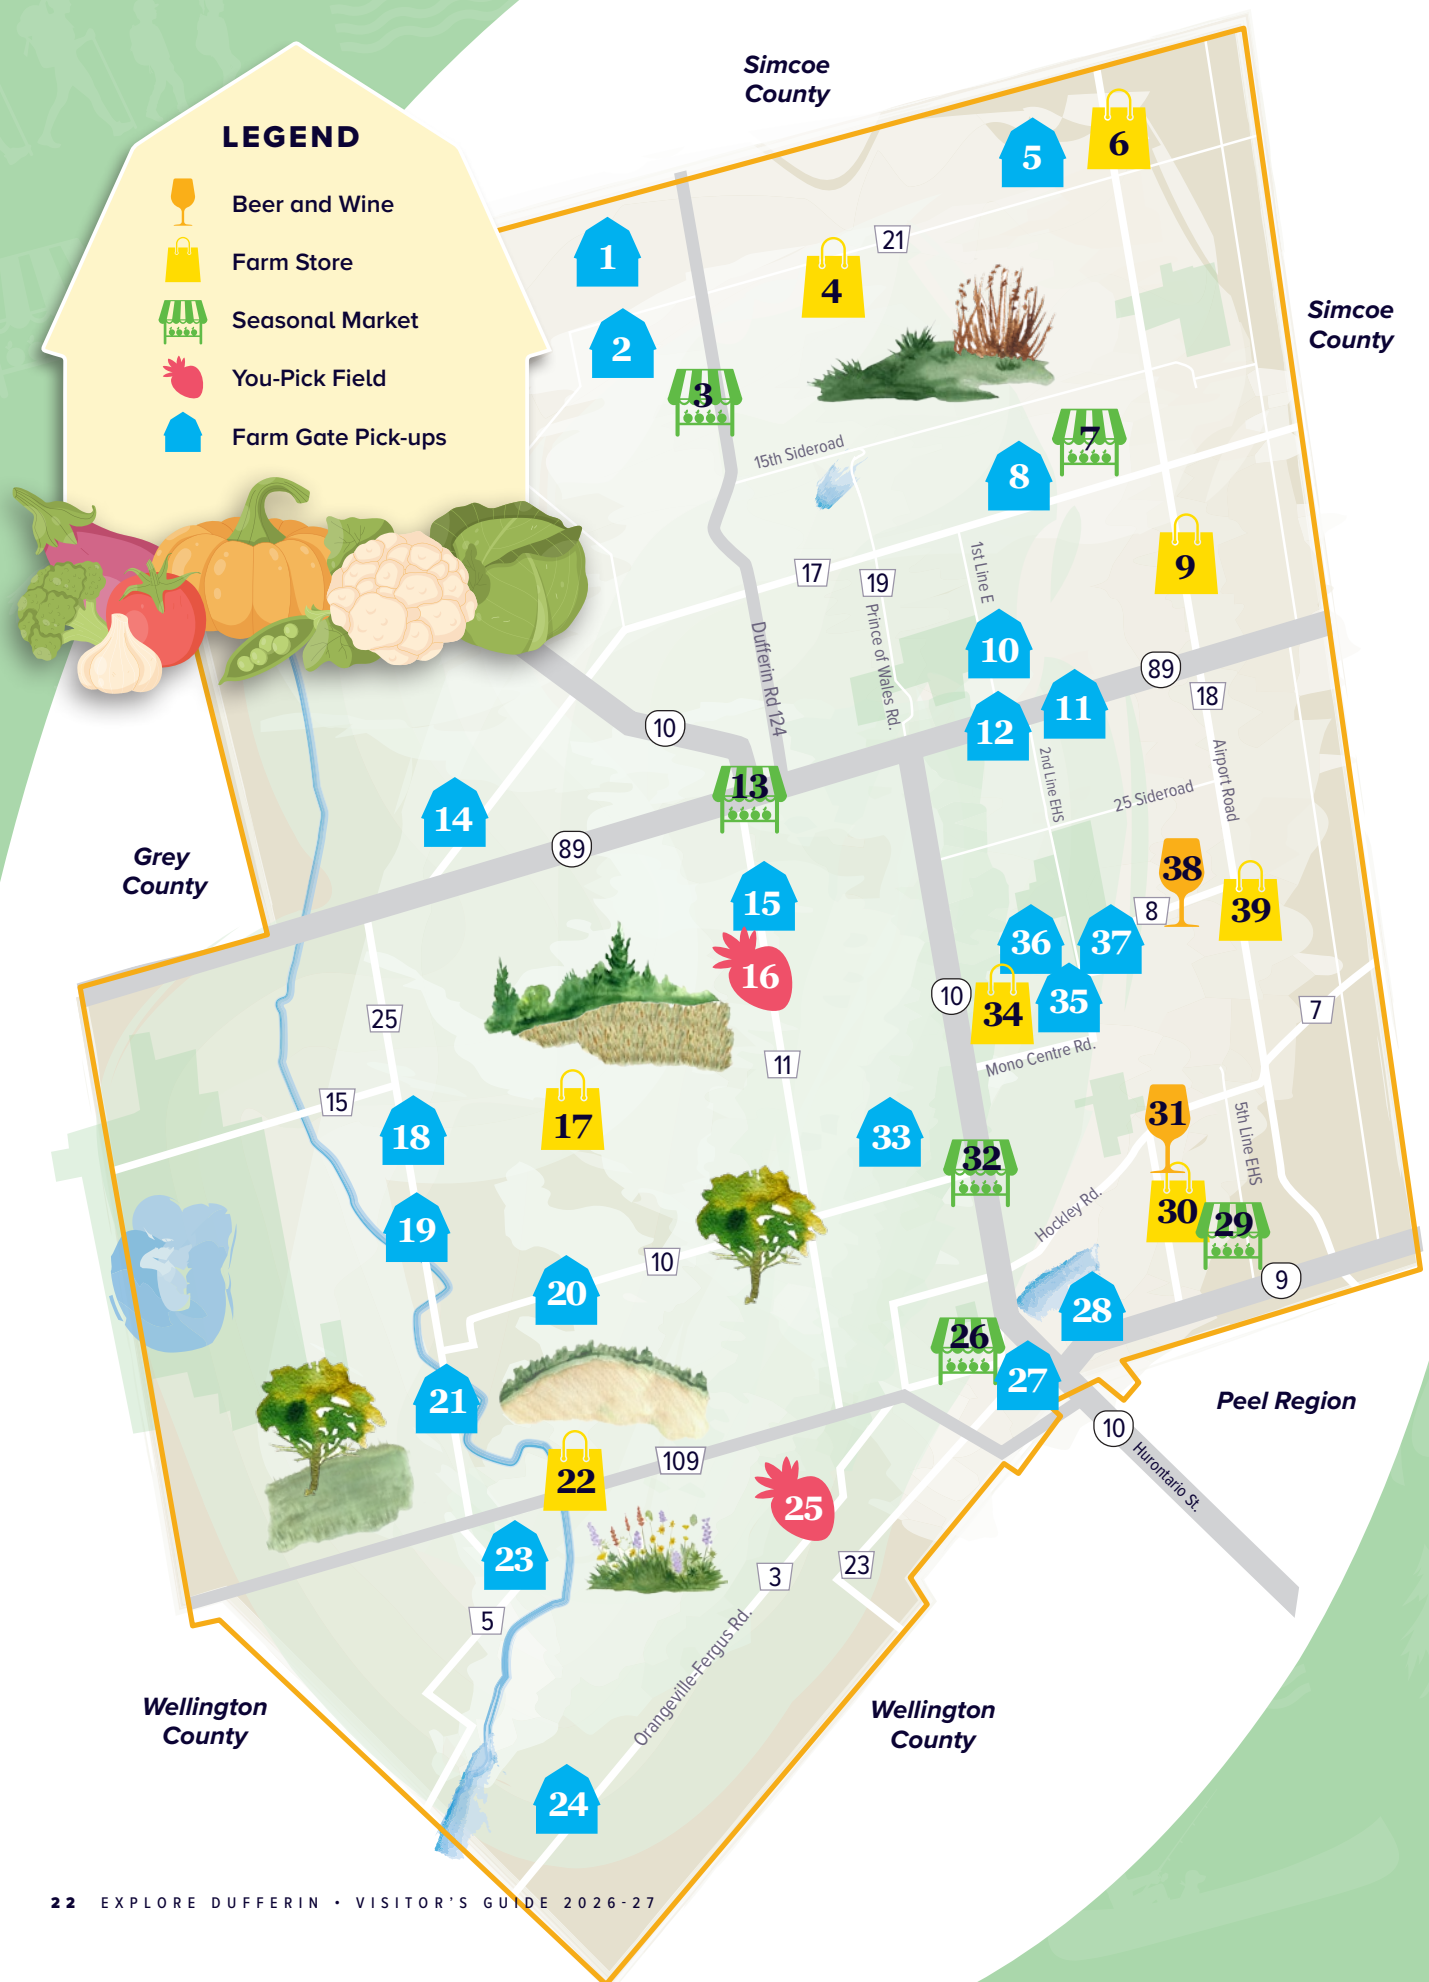 LEGEND
Beer and Wine
Farm Store
Seasonal Market
You-Pick Field
Farm Gate Pick-ups
Simcoe
County
Simcoe
County
5
6
1
21
4
2
3
7
15th Sideroad
8
9
17
19
1st Line E
10
Prince of Wales Rd.
Dufferin Rd 124
89
18
11
12
10
2nd Line EHS
Airport Road
25 Sideroad
13
14
89
Grey
County
38
15
8
39
36
37
16
10
34
35
7
25
Mono Centre Rd.
11
15
17
18
33
31
5th Line EHS
32
Hockley Rd.
30
29
19
10
9
20
28
26
27
21
Peel Region
10
Hurontario St.
109
22
25
23
3
23
5
Orangeville-Fergus Rd.
Wellington
County
Wellington
County
24
22 EXPLORE DUFFERIN • VISITOR'S GUIDE 2026-27